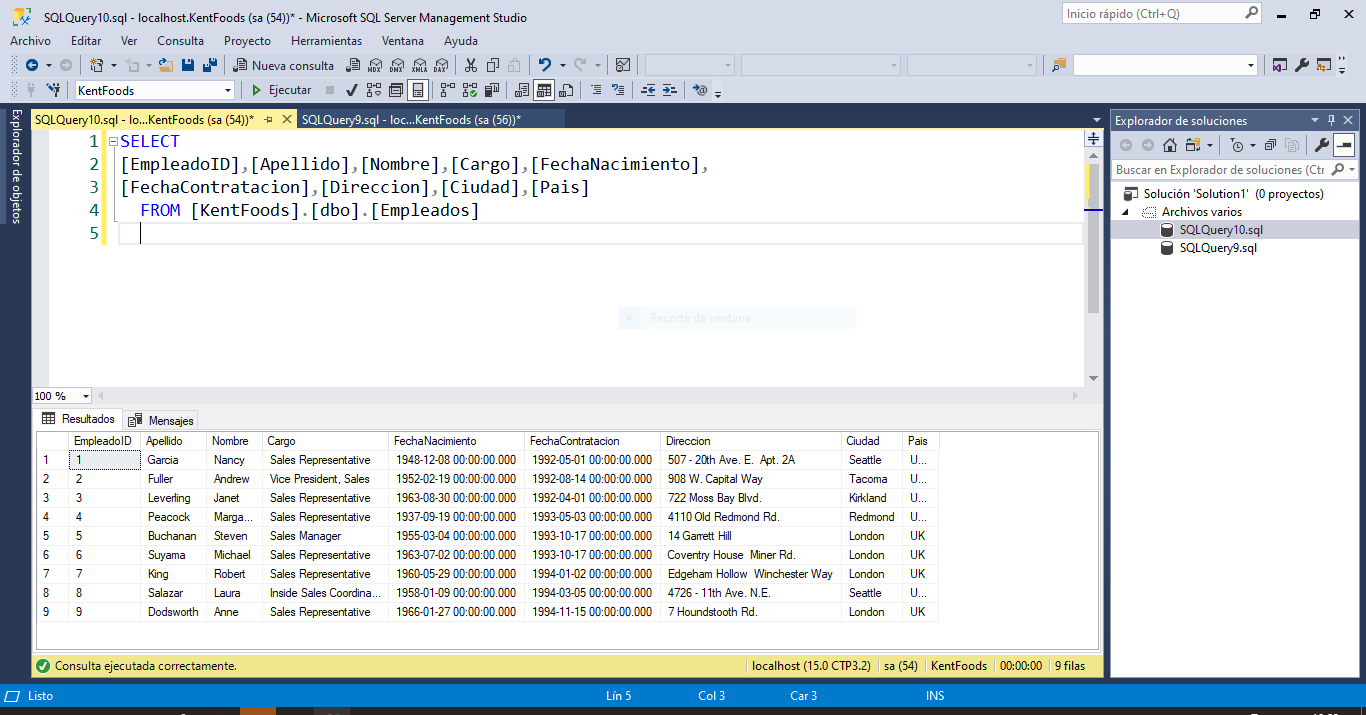 SQLQuery10.sql - localhost.KentFoods (sa (54))* - Microsoft SQL Server Management Studio
Inicio rápido (Ctrl+Q)
Archivo Editar Ver Consulta Proyecto Herramientas Ventana Ayuda
Nueva consulta MDX DMX XMLA DAX
KentFoods Ejecutar
Explorador de objetos
SQLQuery10.sql - lo...KentFoods (sa (54))* SQLQuery9.sql - loc...KentFoods (sa (56))*
1 SELECT
2 [EmpleadoID],[Apellido],[Nombre],[Cargo],[FechaNacimiento],
3 [FechaContratacion],[Direccion],[Ciudad],[Pais]
4 FROM [KentFoods].[dbo].[Empleados]
5
Recorte de ventana
100 %
Resultados Mensajes
EmpleadoID Apellido Nombre Cargo FechaNacimiento FechaContratacion Direccion Ciudad Pais
1 1 Garcia Nancy Sales Representative 1948-12-08 00:00:00.000 1992-05-01 00:00:00.000 507 - 20th Ave. E. Apt. 2A Seattle U...
2 2 Fuller Andrew Vice President, Sales 1952-02-19 00:00:00.000 1992-08-14 00:00:00.000 908 W. Capital Way Tacoma U...
3 3 Leverling Janet Sales Representative 1963-08-30 00:00:00.000 1992-04-01 00:00:00.000 722 Moss Bay Blvd. Kirkland U...
4 4 Peacock Marga... Sales Representative 1937-09-19 00:00:00.000 1993-05-03 00:00:00.000 4110 Old Redmond Rd. Redmond U...
5 5 Buchanan Steven Sales Manager 1955-03-04 00:00:00.000 1993-10-17 00:00:00.000 14 Garrett Hill London UK
6 6 Suyama Michael Sales Representative 1963-07-02 00:00:00.000 1993-10-17 00:00:00.000 Coventry House Miner Rd. London UK
7 7 King Robert Sales Representative 1960-05-29 00:00:00.000 1994-01-02 00:00:00.000 Edgeham Hollow Winchester Way London UK
8 8 Salazar Laura Inside Sales Coordina... 1958-01-09 00:00:00.000 1994-03-05 00:00:00.000 4726 - 11th Ave. N.E. Seattle U...
9 9 Dodsworth Anne Sales Representative 1966-01-27 00:00:00.000 1994-11-15 00:00:00.000 7 Houndstooth Rd. London UK
Consulta ejecutada correctamente. localhost (15.0 CTP3.2) sa (54) KentFoods 00:00:00 9 filas
Explorador de soluciones
Buscar en Explorador de soluciones (Ctr
Solución 'Solution1' (0 proyectos)
Archivos varios
SQLQuery10.sql
SQLQuery9.sql
Listo Lín 5 Col 3 Car 3 INS